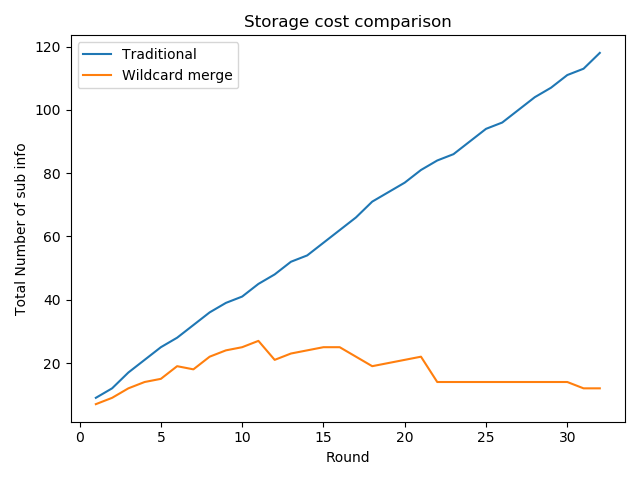 Storage cost comparison
Traditional
Wildcard merge
Total Number of sub info
120
100
80
60
40
20
0 5 10 15 20 25 30
Round